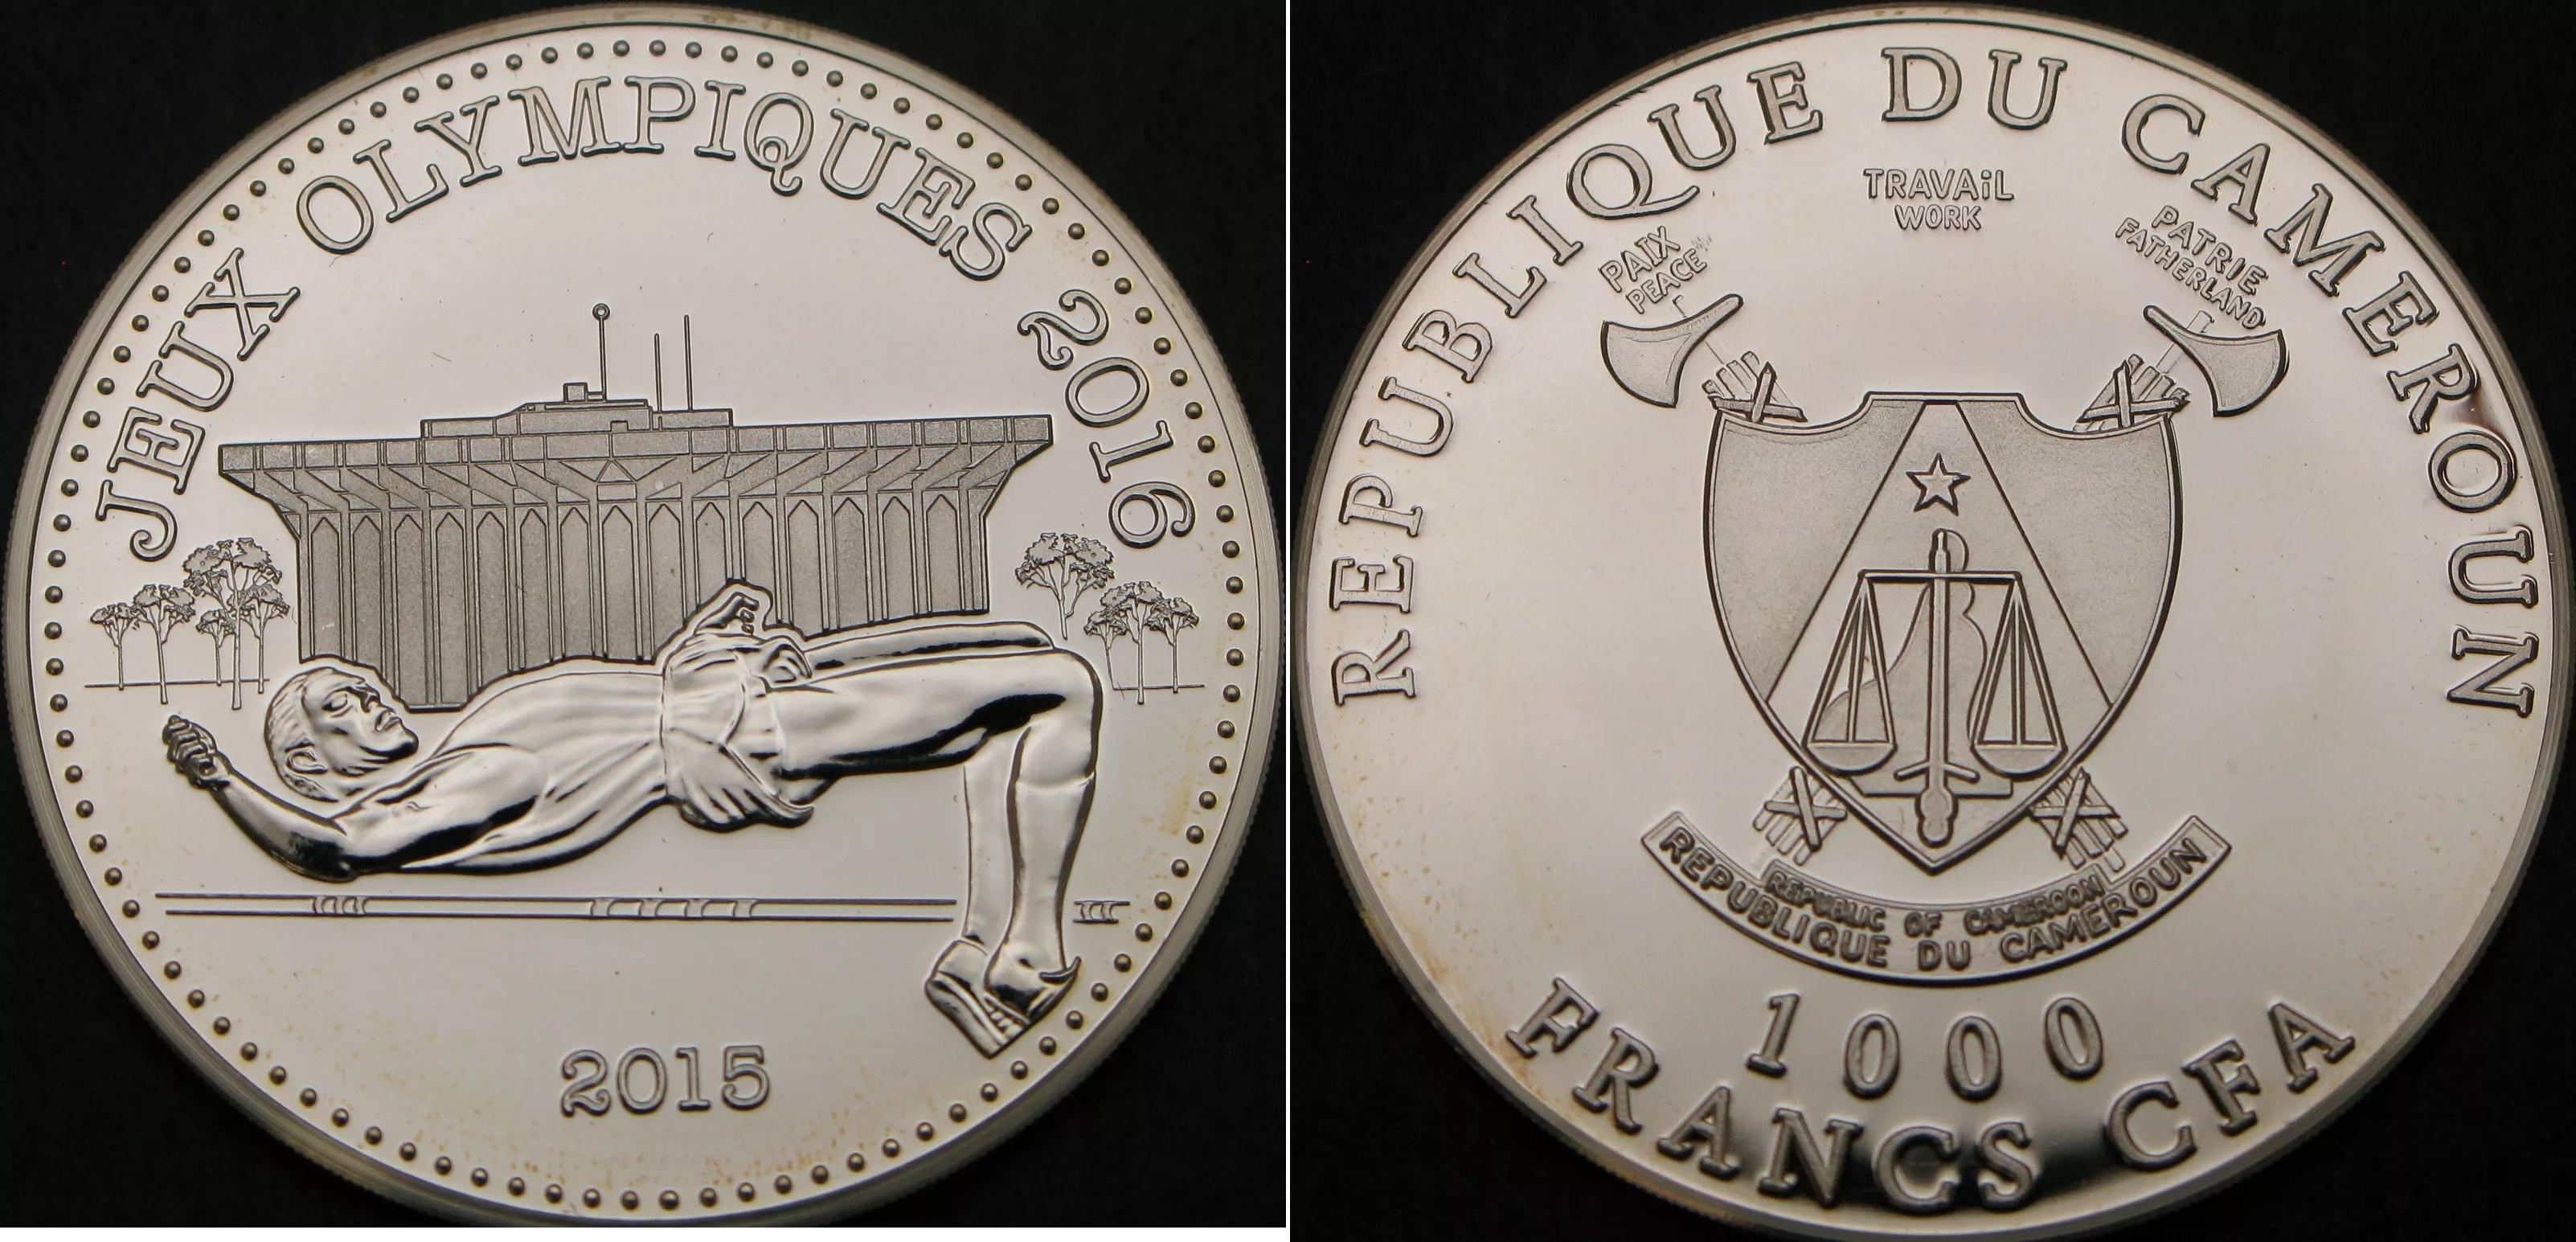 JEUX OLYMPIQUES 2016
2015
REPUBLIQUE DU CAMEROUN
TRAVAiL
WORK
PAIX
PEACE
PATRIE
FATHERLAND
REPUBLIC OF CAMEROON
REPUBLIQUE DU CAMEROUN
1000
FRANCS CFA